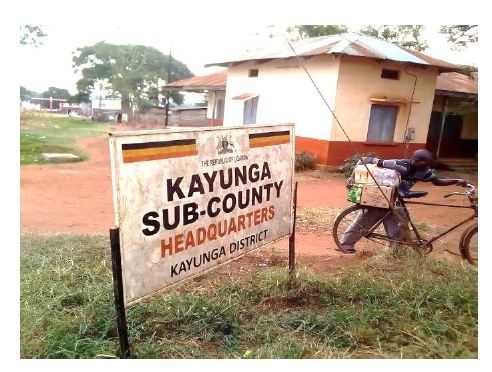 THE REPUBLIC OF UGANDA
KAYUNGA
SUB-COUNTY
HEADQUARTERS
KAYUNGA DISTRICT